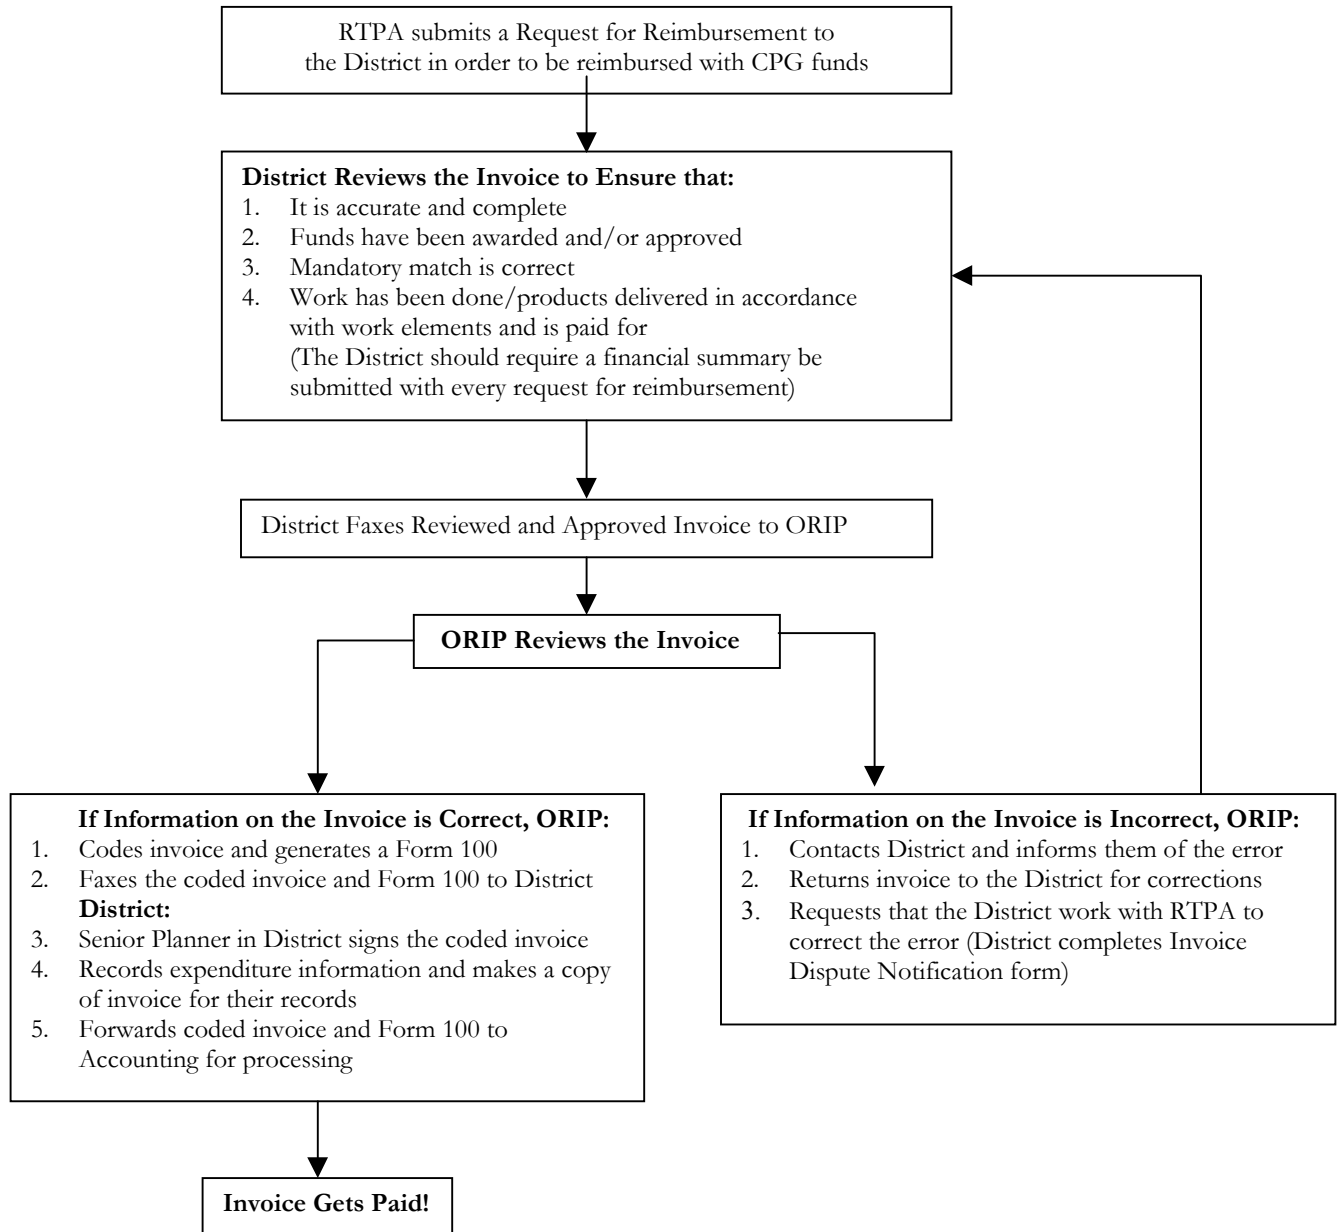 RTPA submits a Request for Reimbursement to
the District in order to be reimbursed with CPG funds
District Reviews the Invoice to Ensure that:
1. It is accurate and complete
2. Funds have been awarded and/or approved
3. Mandatory match is correct
4. Work has been done/products delivered in accordance
with work elements and is paid for
(The District should require a financial summary be
submitted with every request for reimbursement)
District Faxes Reviewed and Approved Invoice to ORIP
ORIP Reviews the Invoice
If Information on the Invoice is Correct, ORIP:
1. Codes invoice and generates a Form 100
2. Faxes the coded invoice and Form 100 to District
District:
3. Senior Planner in District signs the coded invoice
4. Records expenditure information and makes a copy
of invoice for their records
5. Forwards coded invoice and Form 100 to
Accounting for processing
If Information on the Invoice is Incorrect, ORIP:
1. Contacts District and informs them of the error
2. Returns invoice to the District for corrections
3. Requests that the District work with RTPA to
correct the error (District completes Invoice
Dispute Notification form)
Invoice Gets Paid!